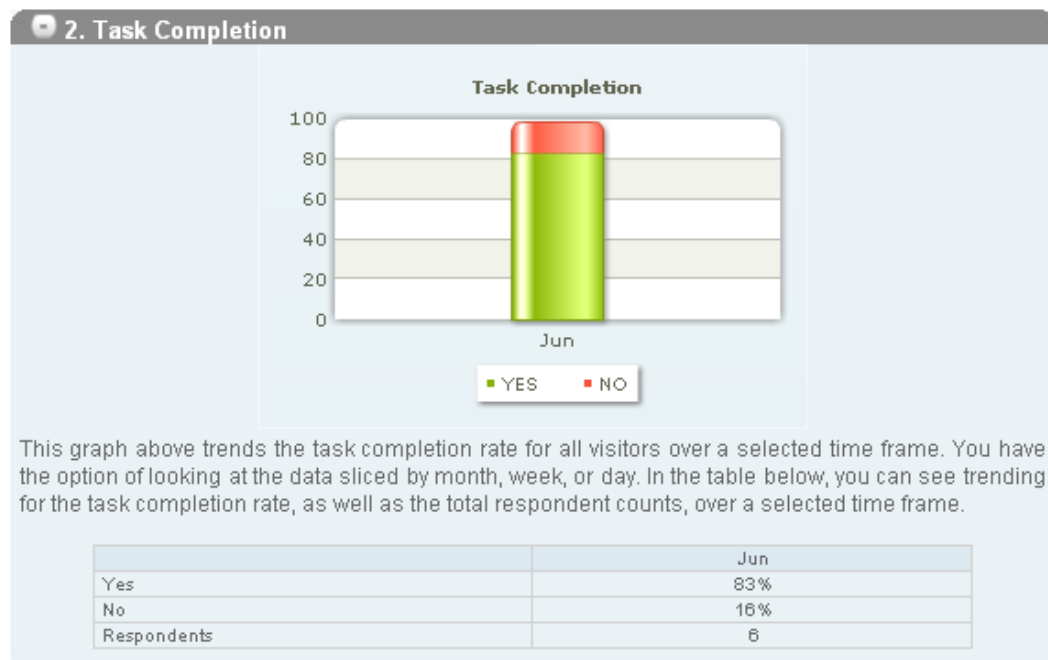 2. Task Completion
Task Completion
100
80
60
40
20
0
Jun
YES NO
This graph above trends the task completion rate for all visitors over a selected time frame. You have
the option of looking at the data sliced by month, week, or day. In the table below, you can see trending
for the task completion rate, as well as the total respondent counts, over a selected time frame.
Jun
Yes 83%
No 16%
Respondents 6